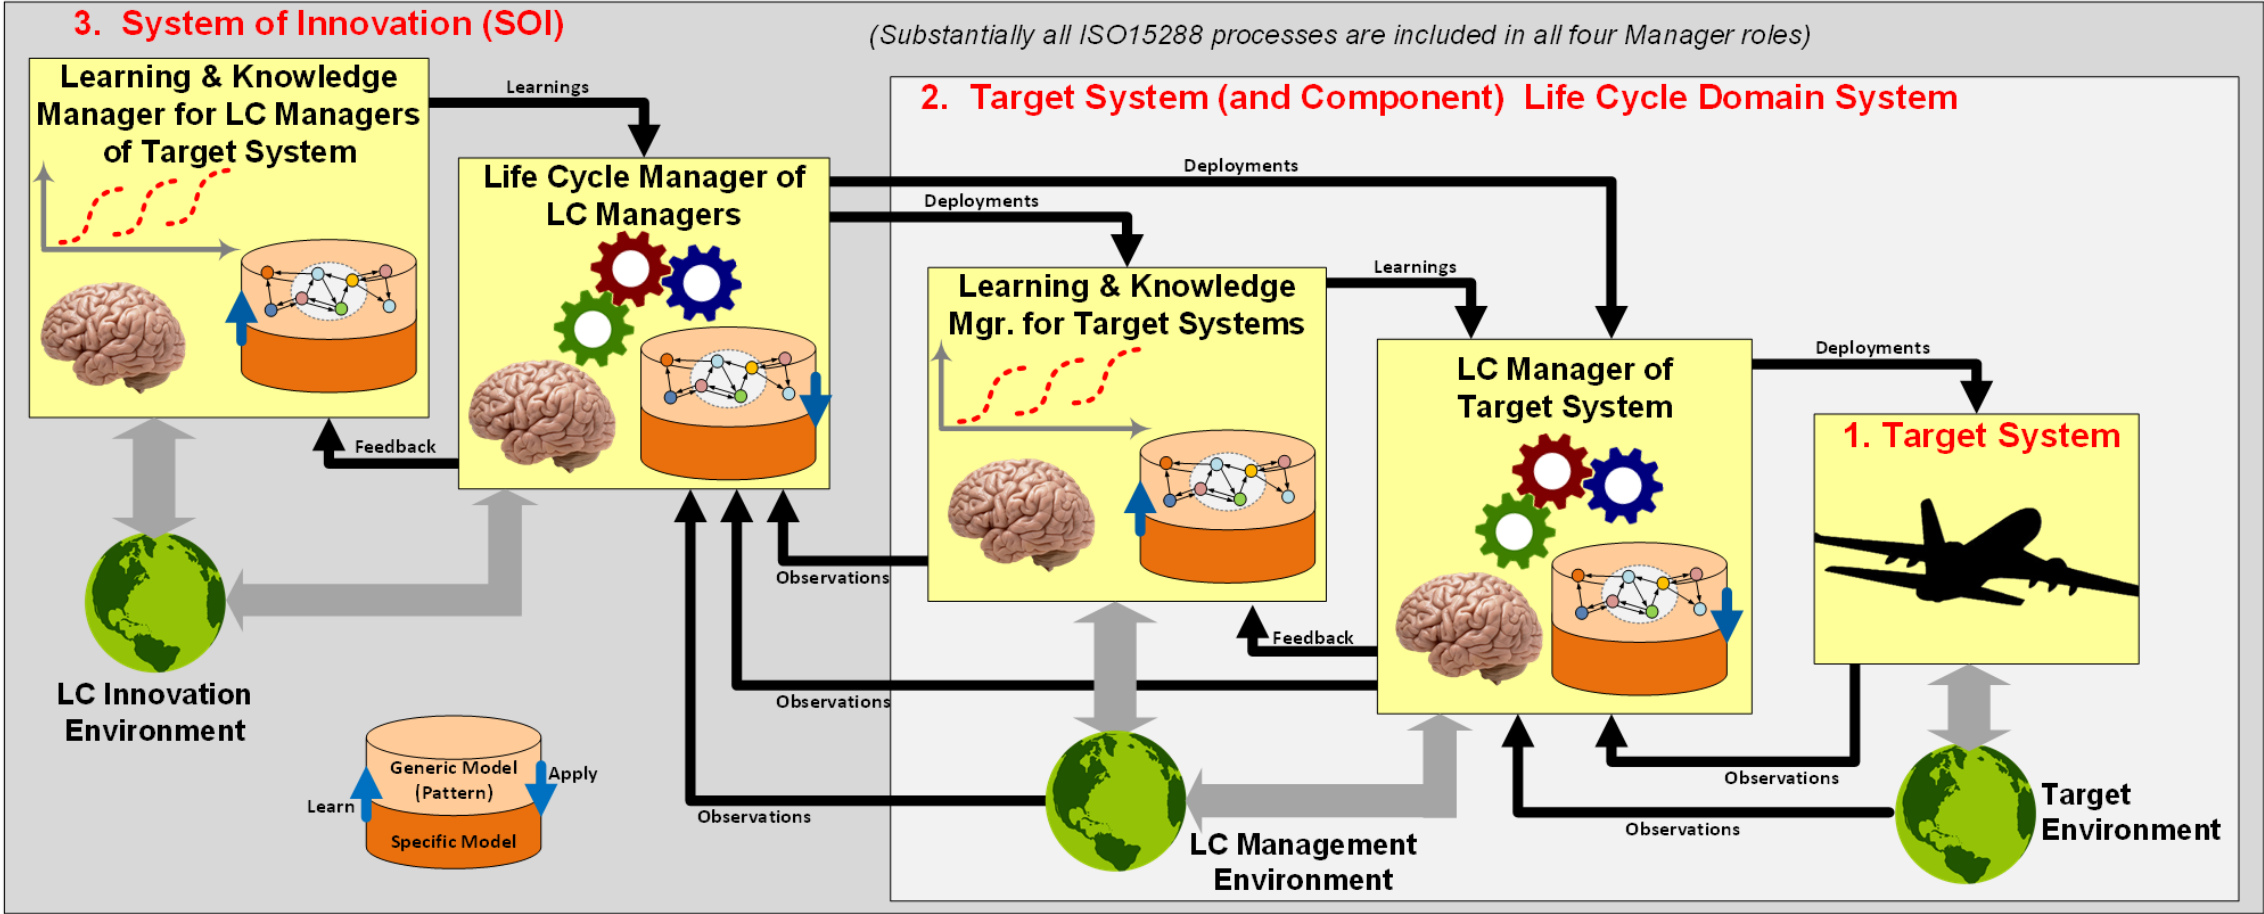 3. System of Innovation (SOI)
(Substantially all ISO15288 processes are included in all four Manager roles)
Learning & Knowledge
Manager for LC Managers
of Target System
Learnings
2. Target System (and Component) Life Cycle Domain System
Life Cycle Manager of
LC Managers
Deployments
Deployments
Learning & Knowledge
Mgr. for Target Systems
Learnings
LC Manager of
Target System
Deployments
1. Target System
Feedback
Observations
Feedback
Observations
Observations
Observations
Observations
LC Innovation
Environment
Generic Model
(Pattern)
Apply
Learn
Specific Model
LC Management
Environment
Target
Environment